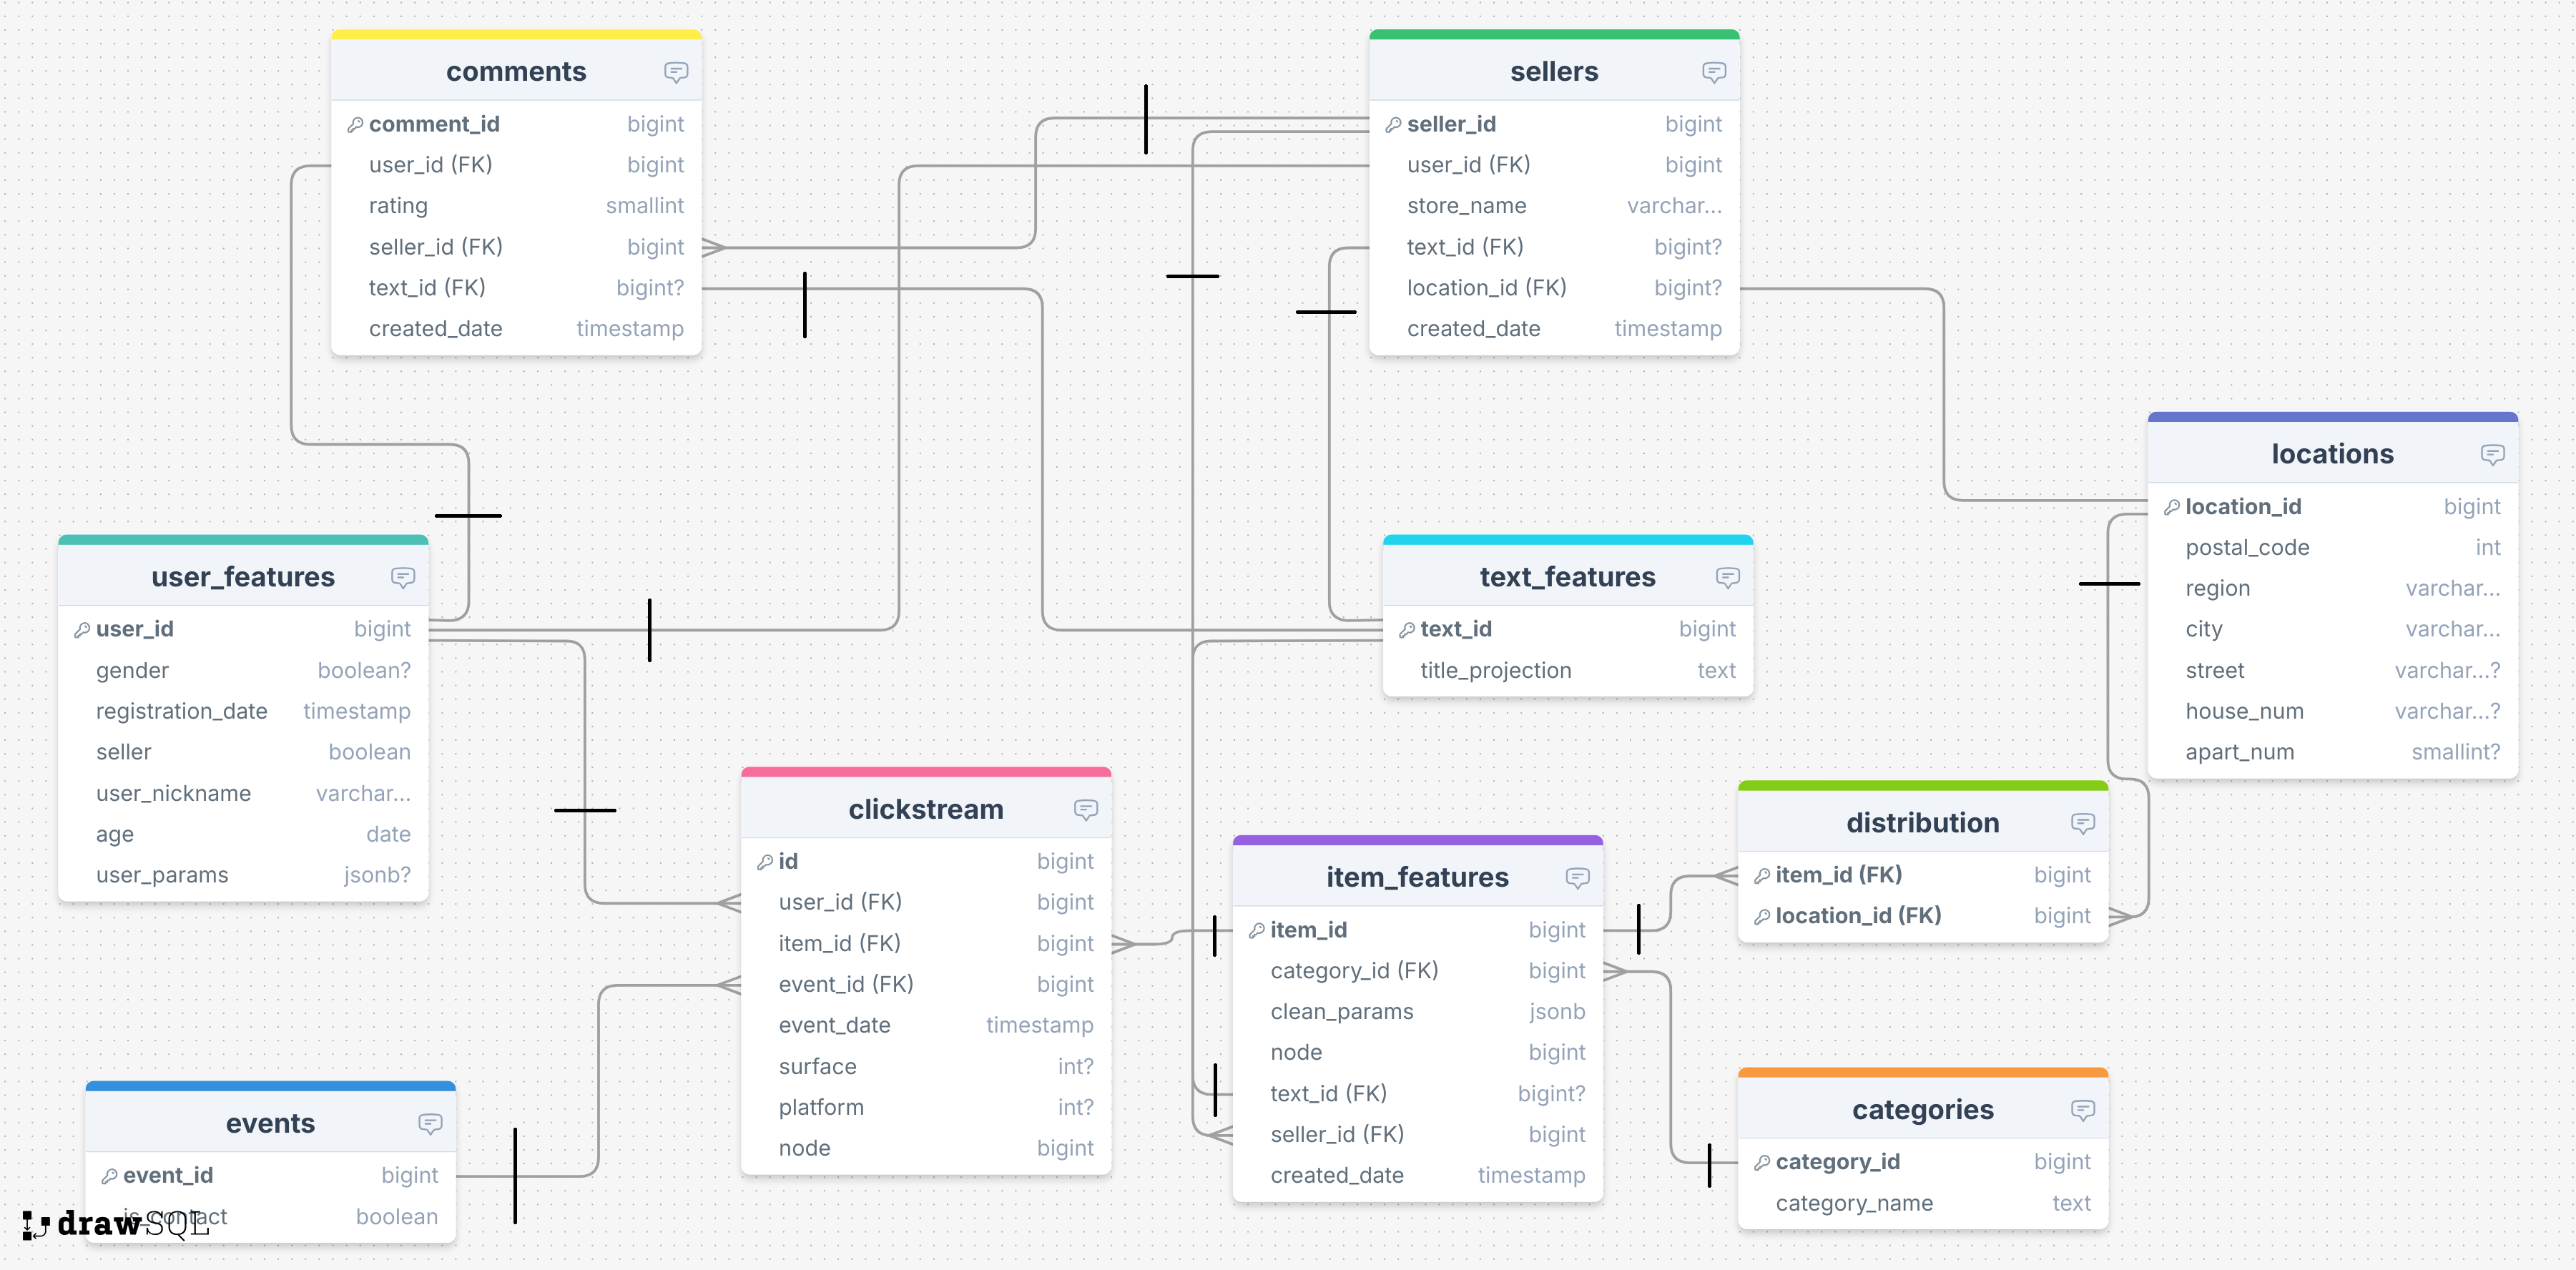 comments
comment_id bigint
user_id (FK) bigint
rating smallint
seller_id (FK) bigint
text_id (FK) bigint?
created_date timestamp
sellers
seller_id bigint
user_id (FK) bigint
store_name varchar...
text_id (FK) bigint?
location_id (FK) bigint?
created_date timestamp
locations
location_id bigint
postal_code int
region varchar...
city varchar...
street varchar...?
house_num varchar...?
apart_num smallint?
user_features
user_id bigint
gender boolean?
registration_date timestamp
seller boolean
user_nickname varchar...
age date
user_params jsonb?
text_features
text_id bigint
title_projection text
clickstream
id bigint
user_id (FK) bigint
item_id (FK) bigint
event_id (FK) bigint
event_date timestamp
surface int?
platform int?
node bigint
item_features
item_id bigint
category_id (FK) bigint
clean_params jsonb
node bigint
text_id (FK) bigint?
seller_id (FK) bigint
created_date timestamp
distribution
item_id (FK) bigint
location_id (FK) bigint
categories
category_id bigint
category_name text
events
event_id bigint
is_contact boolean
drawSQL